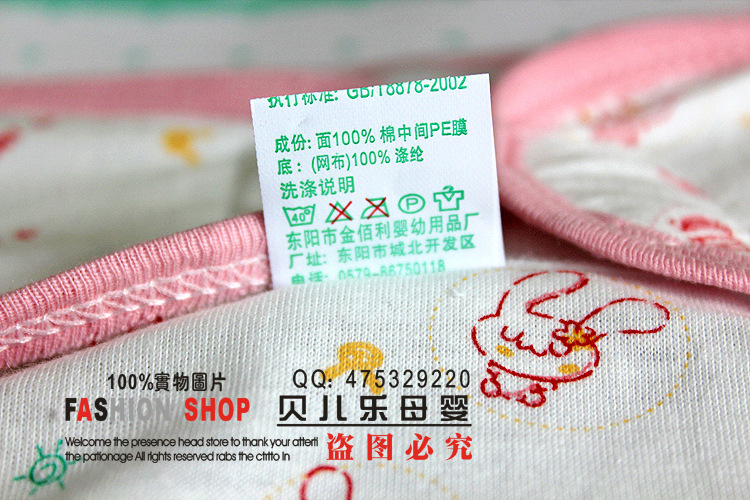 执行标准: GB/T8878-2002
成份: 面100% 棉中间PE膜
底: (网布)100% 涤纶
洗涤说明
40°
P
东阳市金佰利婴幼用品厂
厂址: 东阳市城北开发区
电话: 0579-86750118
100%實物圖片
QQ: 475329220
FASHION SHOP
贝儿乐母婴
Welcome the presence head store to thank your attenti
the pationage All rights reserved rabs the ctrtto in
盗图必究